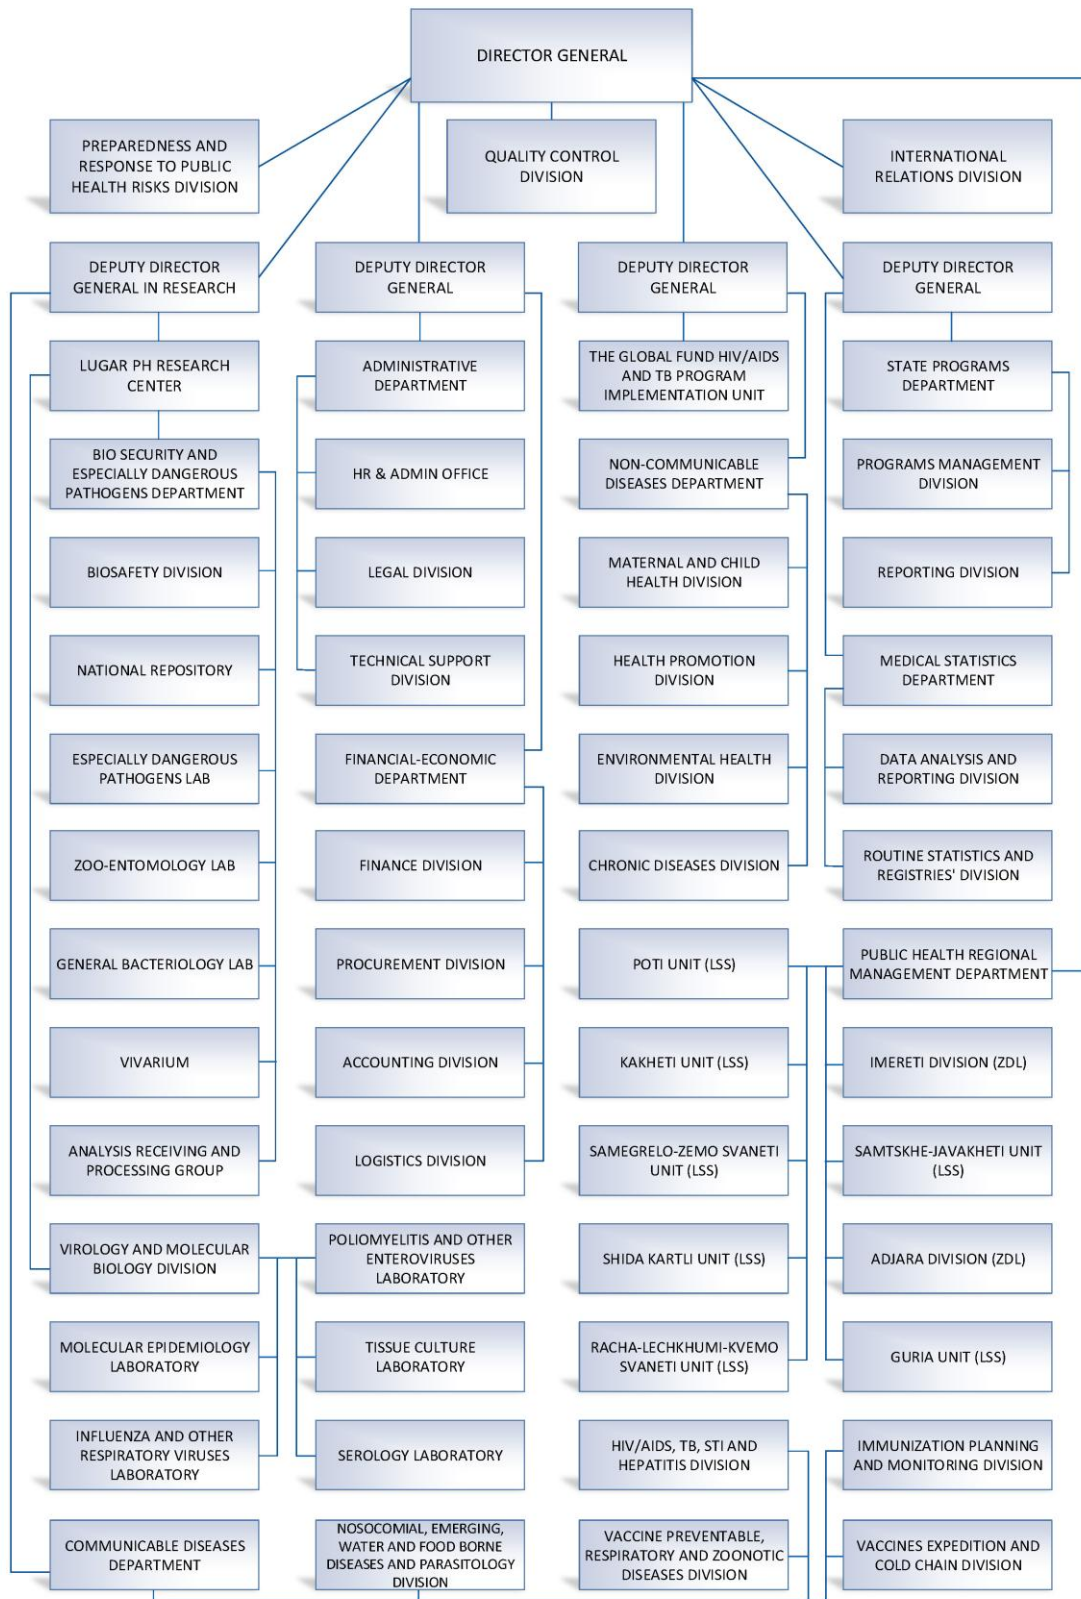 DIRECTOR GENERAL
PREPAREDNESS AND
RESPONSE TO PUBLIC
HEALTH RISKS DIVISION
QUALITY CONTROL
DIVISION
INTERNATIONAL
RELATIONS DIVISION
DEPUTY DIRECTOR
GENERAL IN RESEARCH
DEPUTY DIRECTOR
GENERAL
DEPUTY DIRECTOR
GENERAL
DEPUTY DIRECTOR
GENERAL
LUGAR PH RESEARCH
CENTER
ADMINISTRATIVE
DEPARTMENT
THE GLOBAL FUND HIV/AIDS
AND TB PROGRAM
IMPLEMENTATION UNIT
STATE PROGRAMS
DEPARTMENT
BIO SECURITY AND
ESPECIALLY DANGEROUS
PATHOGENS DEPARTMENT
HR & ADMIN OFFICE
NON-COMMUNICABLE
DISEASES DEPARTMENT
PROGRAMS MANAGEMENT
DIVISION
BIOSAFETY DIVISION
LEGAL DIVISION
MATERNAL AND CHILD
HEALTH DIVISION
REPORTING DIVISION
NATIONAL REPOSITORY
TECHNICAL SUPPORT
DIVISION
HEALTH PROMOTION
DIVISION
MEDICAL STATISTICS
DEPARTMENT
ESPECIALLY DANGEROUS
PATHOGENS LAB
FINANCIAL-ECONOMIC
DEPARTMENT
ENVIRONMENTAL HEALTH
DIVISION
DATA ANALYSIS AND
REPORTING DIVISION
ZOO-ENTOMOLOGY LAB
FINANCE DIVISION
CHRONIC DISEASES DIVISION
ROUTINE STATISTICS AND
REGISTRIES' DIVISION
GENERAL BACTERIOLOGY LAB
PROCUREMENT DIVISION
POTI UNIT (LSS)
PUBLIC HEALTH REGIONAL
MANAGEMENT DEPARTMENT
VIVARIUM
ACCOUNTING DIVISION
KAKHETI UNIT (LSS)
IMERETI DIVISION (ZDL)
ANALYSIS RECEIVING AND
PROCESSING GROUP
LOGISTICS DIVISION
SAMEGRELO-ZEMO SVANETI
UNIT (LSS)
SAMTSKHE-JAVAKHETI UNIT
(LSS)
VIROLOGY AND MOLECULAR
BIOLOGY DIVISION
POLIOMYELITIS AND OTHER
ENTEROVIRUSES
LABORATORY
SHIDA KARTLI UNIT (LSS)
ADJARA DIVISION (ZDL)
MOLECULAR EPIDEMIOLOGY
LABORATORY
TISSUE CULTURE
LABORATORY
RACHA-LECHKHUMI-KVEMO
SVANETI UNIT (LSS)
GURIA UNIT (LSS)
INFLUENZA AND OTHER
RESPIRATORY VIRUSES
LABORATORY
SEROLOGY LABORATORY
HIV/AIDS, TB, STI AND
HEPATITIS DIVISION
IMMUNIZATION PLANNING
AND MONITORING DIVISION
COMMUNICABLE DISEASES
DEPARTMENT
NOSOCOMIAL, EMERGING,
WATER AND FOOD BORNE
DISEASES AND PARASITOLOGY
DIVISION
VACCINE PREVENTABLE,
RESPIRATORY AND ZOONOTIC
DISEASES DIVISION
VACCINES EXPEDITION AND
COLD CHAIN DIVISION